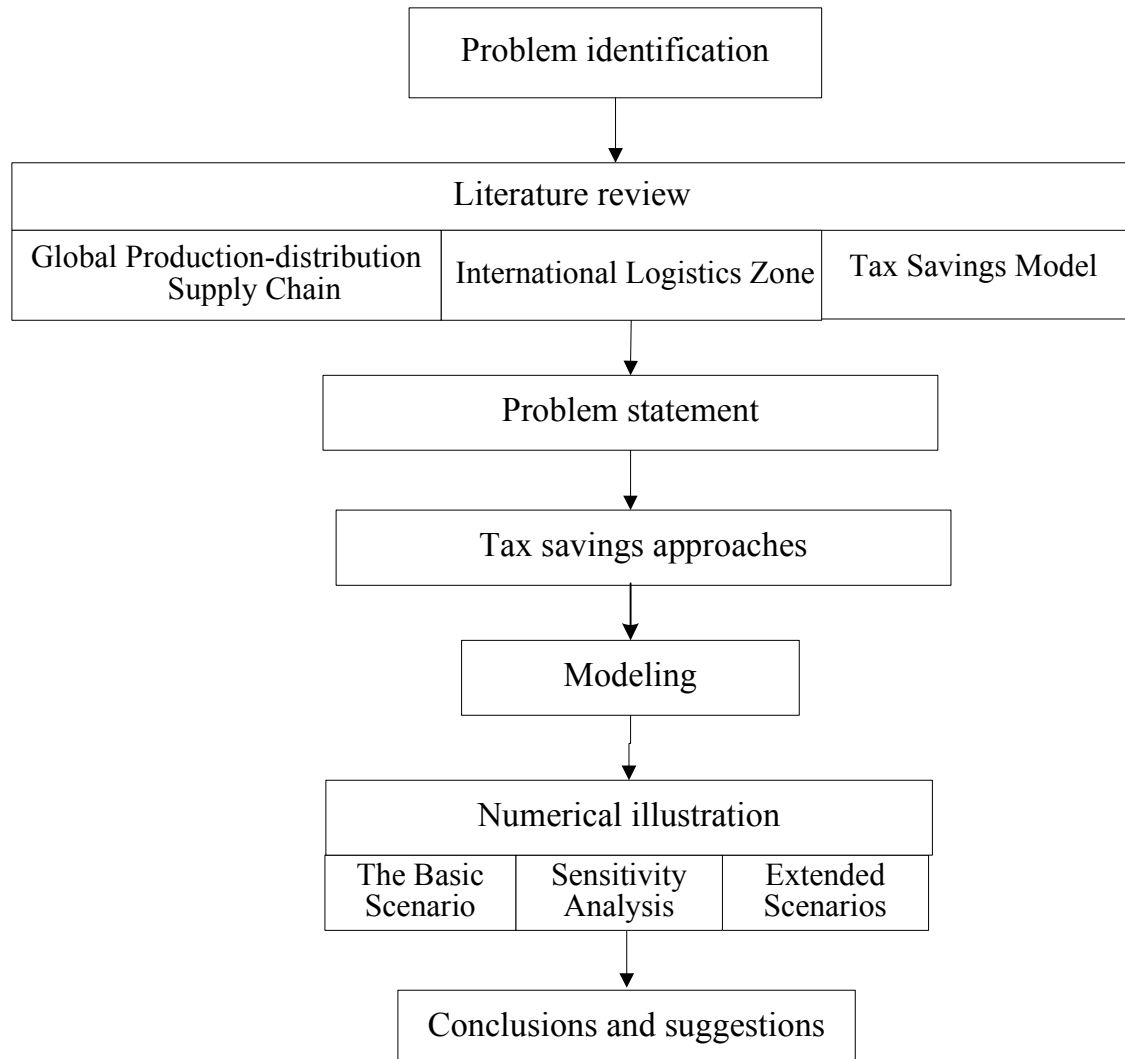 Problem identification
Literature review
Global Production-distribution
Supply Chain
International Logistics Zone
Tax Savings Model
Problem statement
Tax savings approaches
Modeling
Numerical illustration
The Basic
Scenario
Sensitivity
Analysis
Extended
Scenarios
Conclusions and suggestions